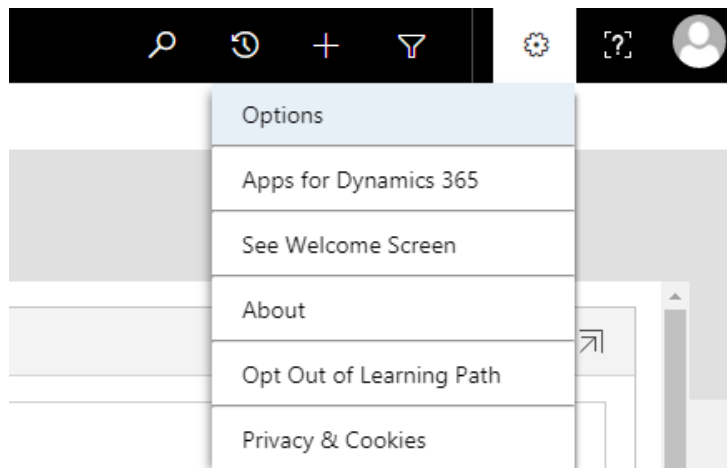 [?]
Options
Apps for Dynamics 365
See Welcome Screen
About
Opt Out of Learning Path
Privacy & Cookies